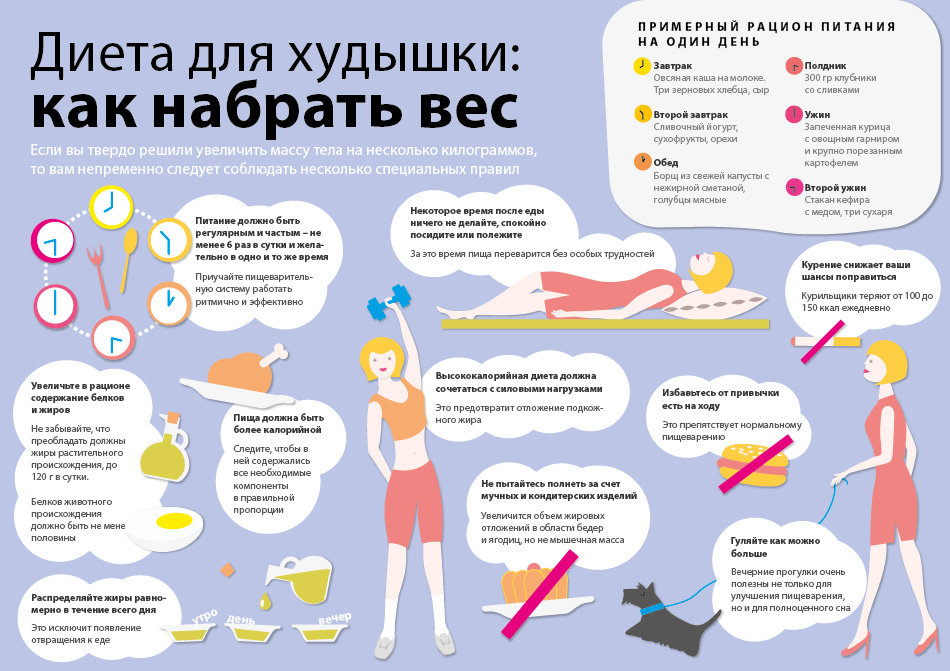 Диета для худышки:
как набрать вес
Если вы твердо решили увеличить массу тела на несколько килограммов,
то вам непременно следует соблюдать несколько специальных правил
ПРИМЕРНЫЙ РАЦИОН ПИТАНИЯ
НА ОДИН ДЕНЬ
Завтрак
Овсяная каша на молоке.
Три зерновых хлебца, сыр
Второй завтрак
Сливочный йогурт,
сухофрукты, орехи
Обед
Борщ из свежей капусты с
нежирной сметаной,
голубцы мясные
Полдник
300 гр клубники
со сливками
Ужин
Запеченная курица
с овощным гарниром
и крупно порезанным
картофелем
Второй ужин
Стакан кефира
с медом, три сухаря
Питание должно быть
регулярным и частым – не
менее 6 раз в сутки и жела-
тельно в одно и то же время
Приучайте пищеваритель-
ную систему работать
ритмично и эффективно
Некоторое время после еды
ничего не делайте, спокойно
посидите или полежите
За это время пища переварится без особых трудностей
Курение снижает ваши
шансы поправиться
Курильщики теряют от 100 до
150 ккал ежедневно
Увеличьте в рационе
содержание белков
и жиров
Не забывайте, что
преобладать должны
жиры растительного
происхождения, до
120 г в сутки.
Белков животного
происхождения
должно быть не мене
половины
Пища должна быть
более калорийной
Следите, чтобы в
ней содержались
все необходимые
компоненты
в правильной
пропорции
Высококалорийная диета должна
сочетаться с силовыми нагрузками
Это предотвратит отложение подкож-
ного жира
Избавьтесь от привычки
есть на ходу
Это препятствует нормальному
пищеварению
Не пытайтесь полнеть за счет
мучных и кондитерских изделий
Увеличится объем жировых
отложений в области бедер
и ягодиц, но не мышечная масса
Гуляйте как можно
больше
Вечерние прогулки очень
полезны не только для
улучшения пищеварения,
но и для полноценного сна
Распределяйте жиры равно-
мерно в течение всего дня
Это исключит появление
отвращения к еде
утро
день
вечер